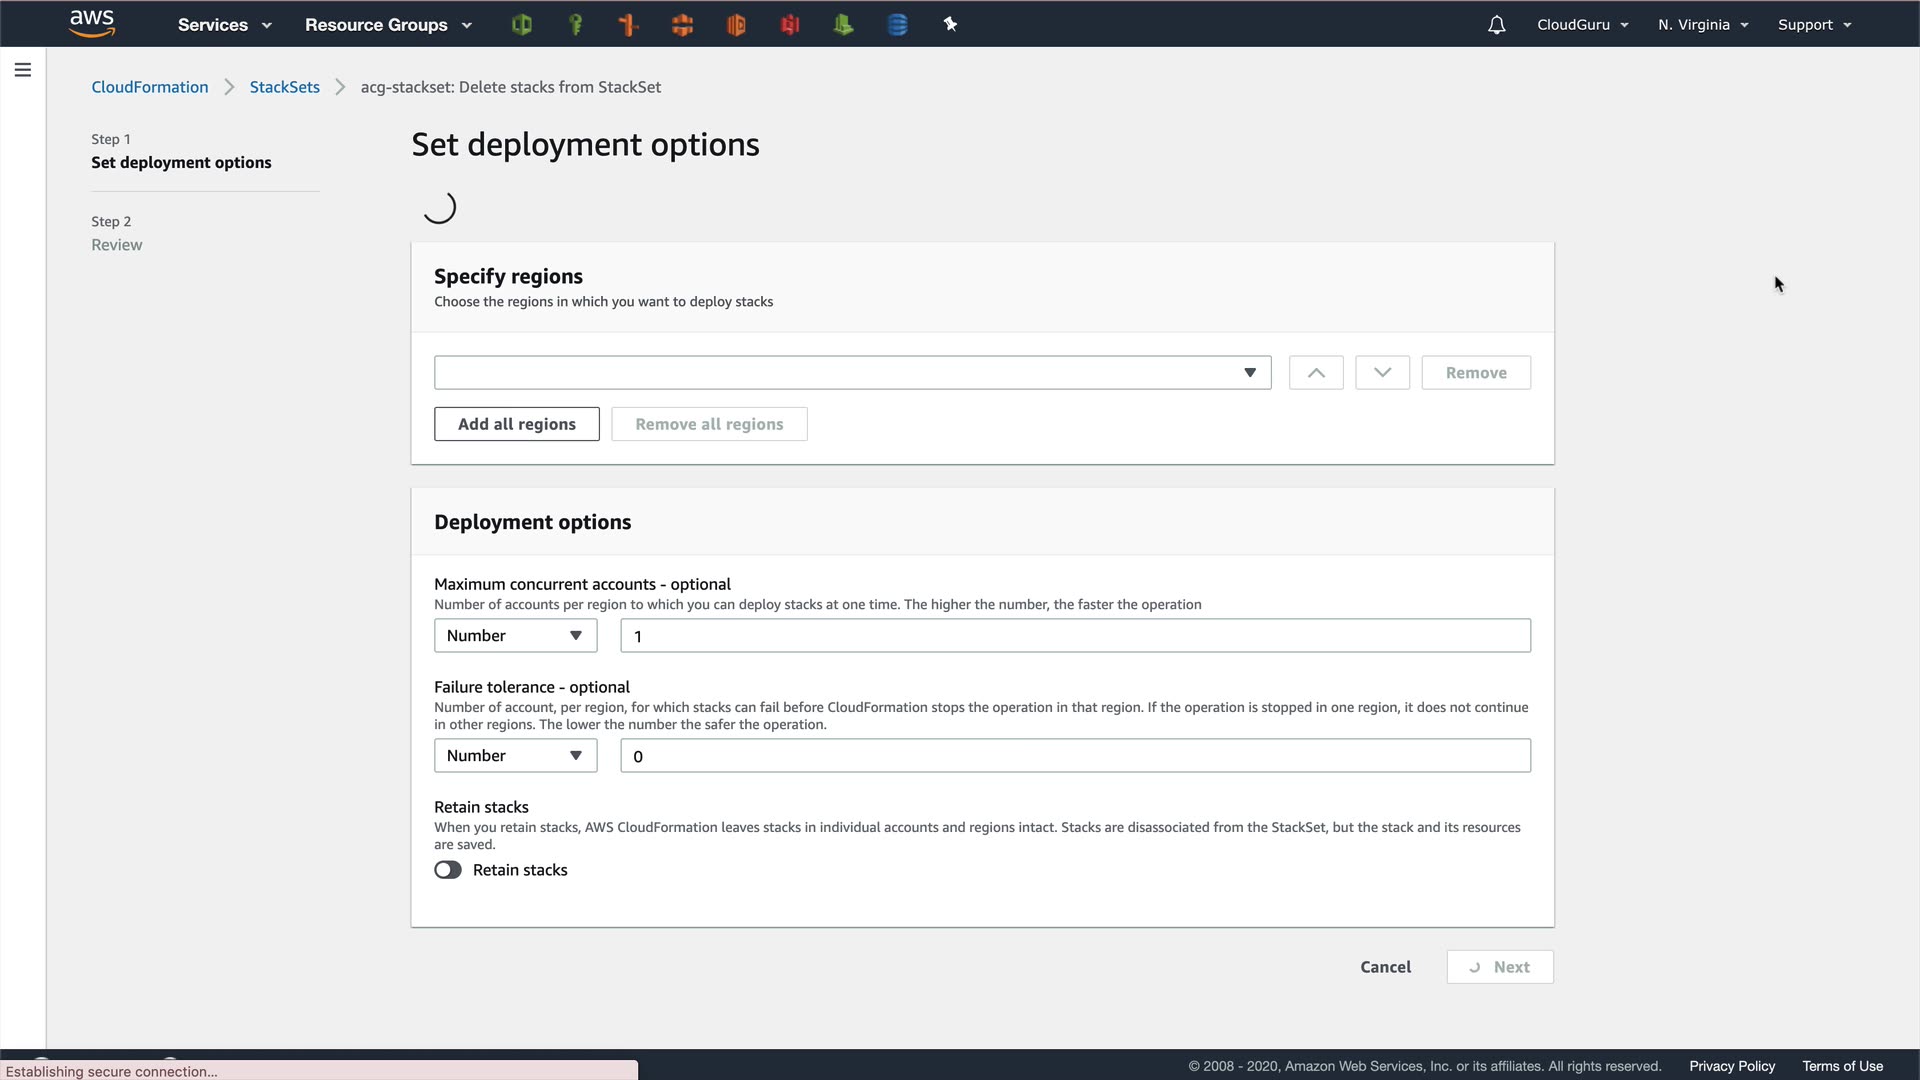 aws
Services
Resource Groups
CloudGuru
N. Virginia
Support
CloudFormation
StackSets
acg-stackset: Delete stacks from StackSet
Step 1
Set deployment options
Step 2
Review
Set deployment options
Specify regions
Choose the regions in which you want to deploy stacks
Remove
Add all regions
Remove all regions
Deployment options
Maximum concurrent accounts - optional
Number of accounts per region to which you can deploy stacks at one time. The higher the number, the faster the operation
Number
1
Failure tolerance - optional
Number of account, per region, for which stacks can fail before CloudFormation stops the operation in that region. If the operation is stopped in one region, it does not continue
in other regions. The lower the number the safer the operation.
Number
0
Retain stacks
When you retain stacks, AWS CloudFormation leaves stacks in individual accounts and regions intact. Stacks are disassociated from the StackSet, but the stack and its resources
are saved.
Retain stacks
Cancel
Next
© 2008 - 2020, Amazon Web Services, Inc. or its affiliates. All rights reserved.
Privacy Policy
Terms of Use
Establishing secure connection...